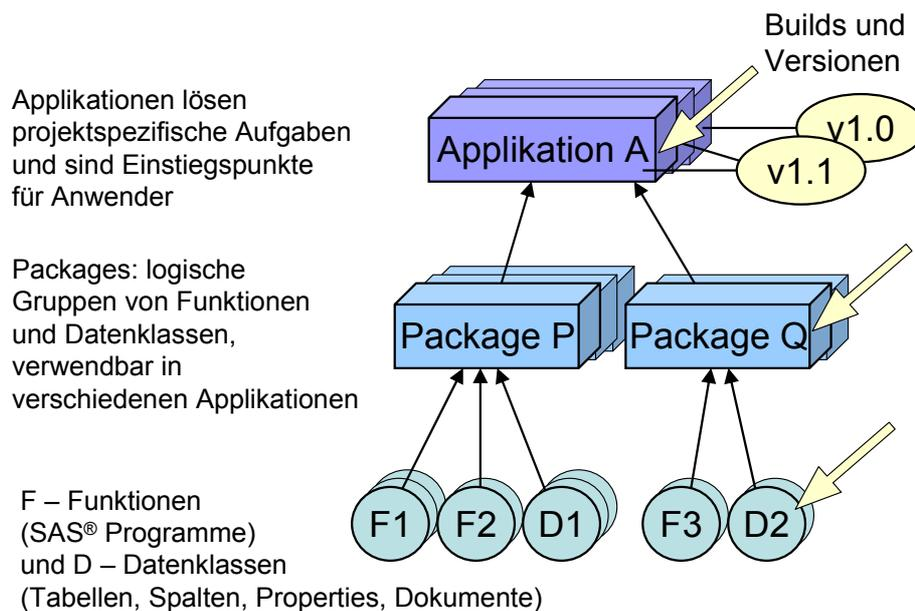 Builds und
Versionen
Applikationen lösen
projektspezifische Aufgaben
und sind Einstiegspunkte
für Anwender
Applikation A
v1.0
v1.1
Packages: logische
Gruppen von Funktionen
und Datenklassen,
verwendbar in
verschiedenen Applikationen
Package P
Package Q
F – Funktionen
(SAS® Programme)
und D – Datenklassen
(Tabellen, Spalten, Properties, Dokumente)
F1
F2
D1
F3
D2